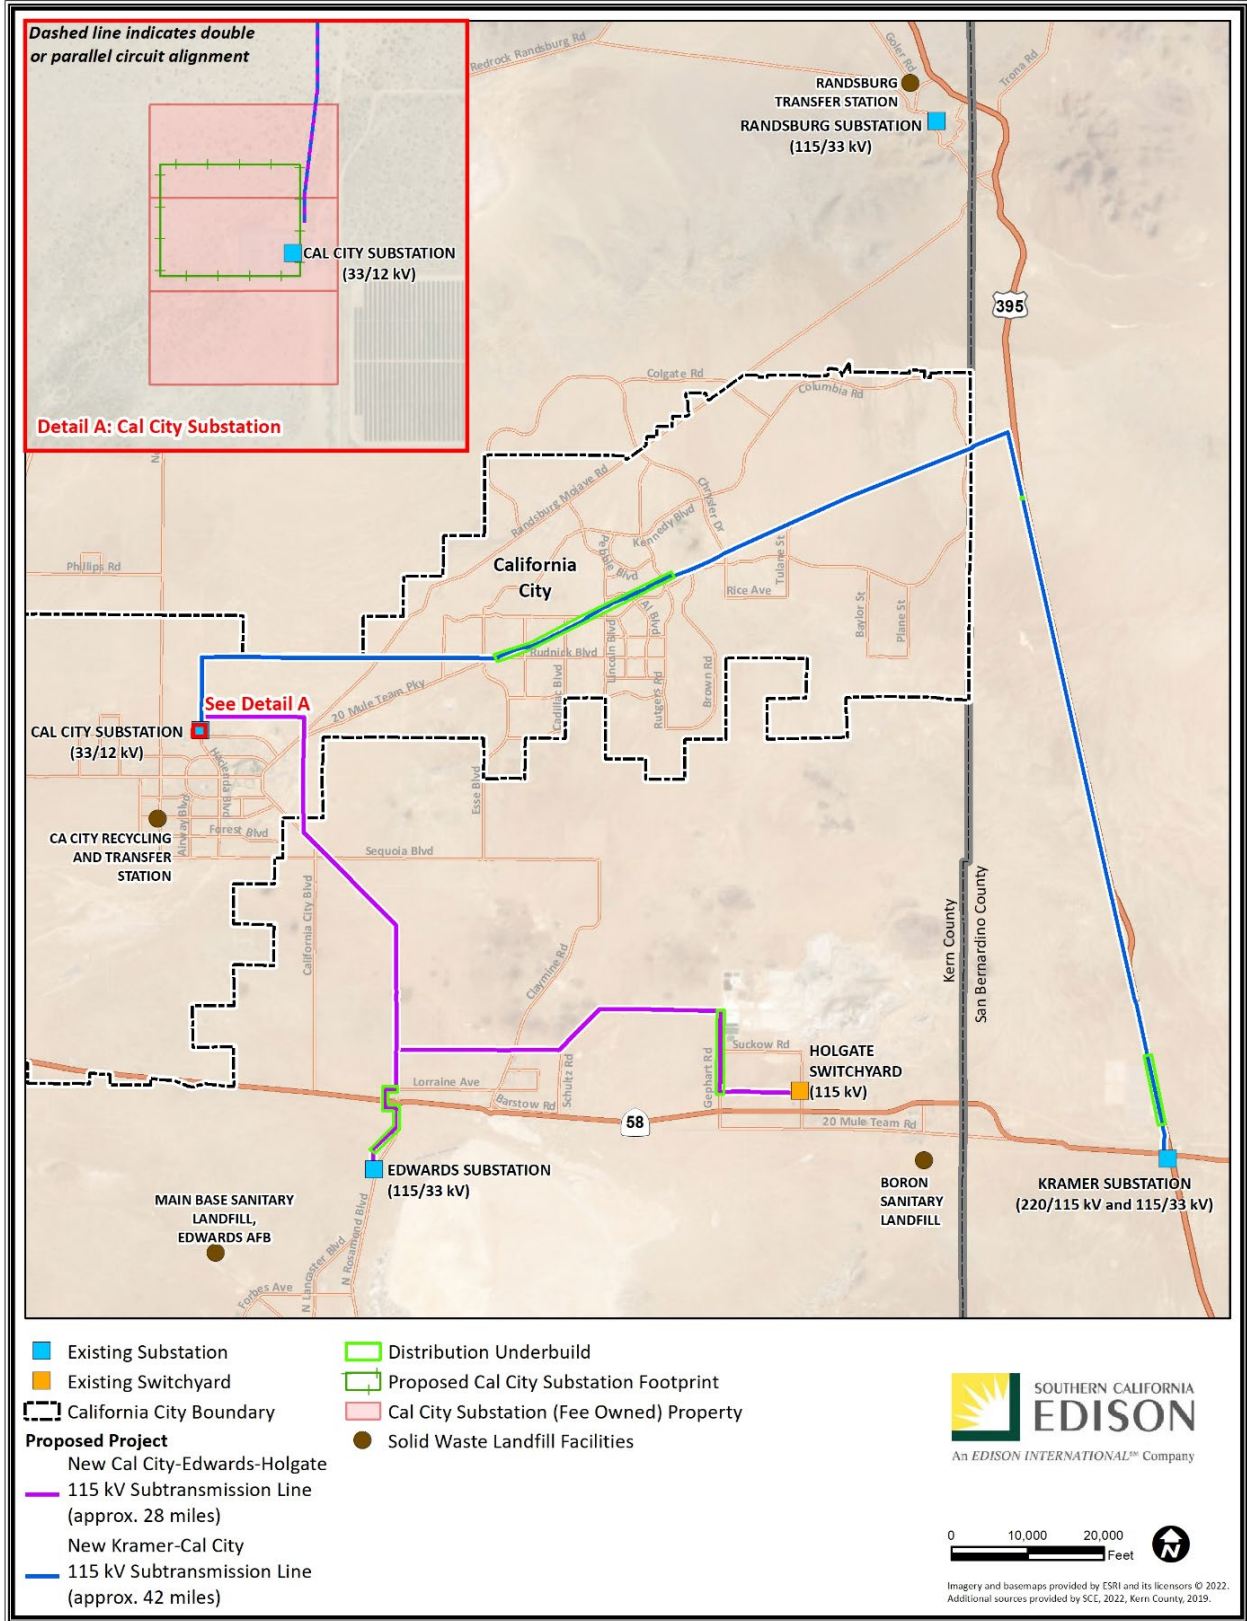 Dashed line indicates double
or parallel circuit alignment
CAL CITY SUBSTATION
(33/12 kV)
Detail A: Cal City Substation
Redrock Randsburg Rd
Goler Rd
Trona Rd
RANDSBURG
TRANSFER STATION
RANDSBURG SUBSTATION
(115/33 kV)
395
Colgate Rd
Columbia Rd
Randsburg Mojave Rd
Chrysler Dr
Kennedy Blvd
Pebble Blvd
Tulane St
California
City
Phillips Rd
Rice Ave
Al Blvd
Baylor St
Plane St
Rudnick Blvd
Lincoln Blvd
Cadillac Blvd
Rutgers Rd
Brown Rd
20 Mule Team Pky
See Detail A
CAL CITY SUBSTATION
(33/12 kV)
Hacienda Blvd
Esse Blvd
Airway Blvd
Forest Blvd
CA CITY RECYCLING
AND TRANSFER
STATION
Sequoia Blvd
California City Blvd
Kern County
San Bernardino County
Claymine Rd
Suckow Rd
HOLGATE
SWITCHYARD
(115 kV)
Gephart Rd
Schultz Rd
Lorraine Ave
Barstow Rd
58
20 Mule Team Rd
EDWARDS SUBSTATION
(115/33 kV)
BORON
SANITARY
LANDFILL
KRAMER SUBSTATION
(220/115 kV and 115/33 kV)
MAIN BASE SANITARY
LANDFILL,
EDWARDS AFB
N Rosamond Blvd
N Lancaster Blvd
Forbes Ave
Existing Substation
Existing Switchyard
California City Boundary
Proposed Project
New Cal City-Edwards-Holgate
115 kV Subtransmission Line
(approx. 28 miles)
New Kramer-Cal City
115 kV Subtransmission Line
(approx. 42 miles)
Distribution Underbuild
Proposed Cal City Substation Footprint
Cal City Substation (Fee Owned) Property
Solid Waste Landfill Facilities
SOUTHERN CALIFORNIA
EDISON
An EDISON INTERNATIONAL℠ Company
0 10,000 20,000
Feet
N
Imagery and basemaps provided by ESRI and its licensors © 2022.
Additional sources provided by SCE, 2022, Kern County, 2019.